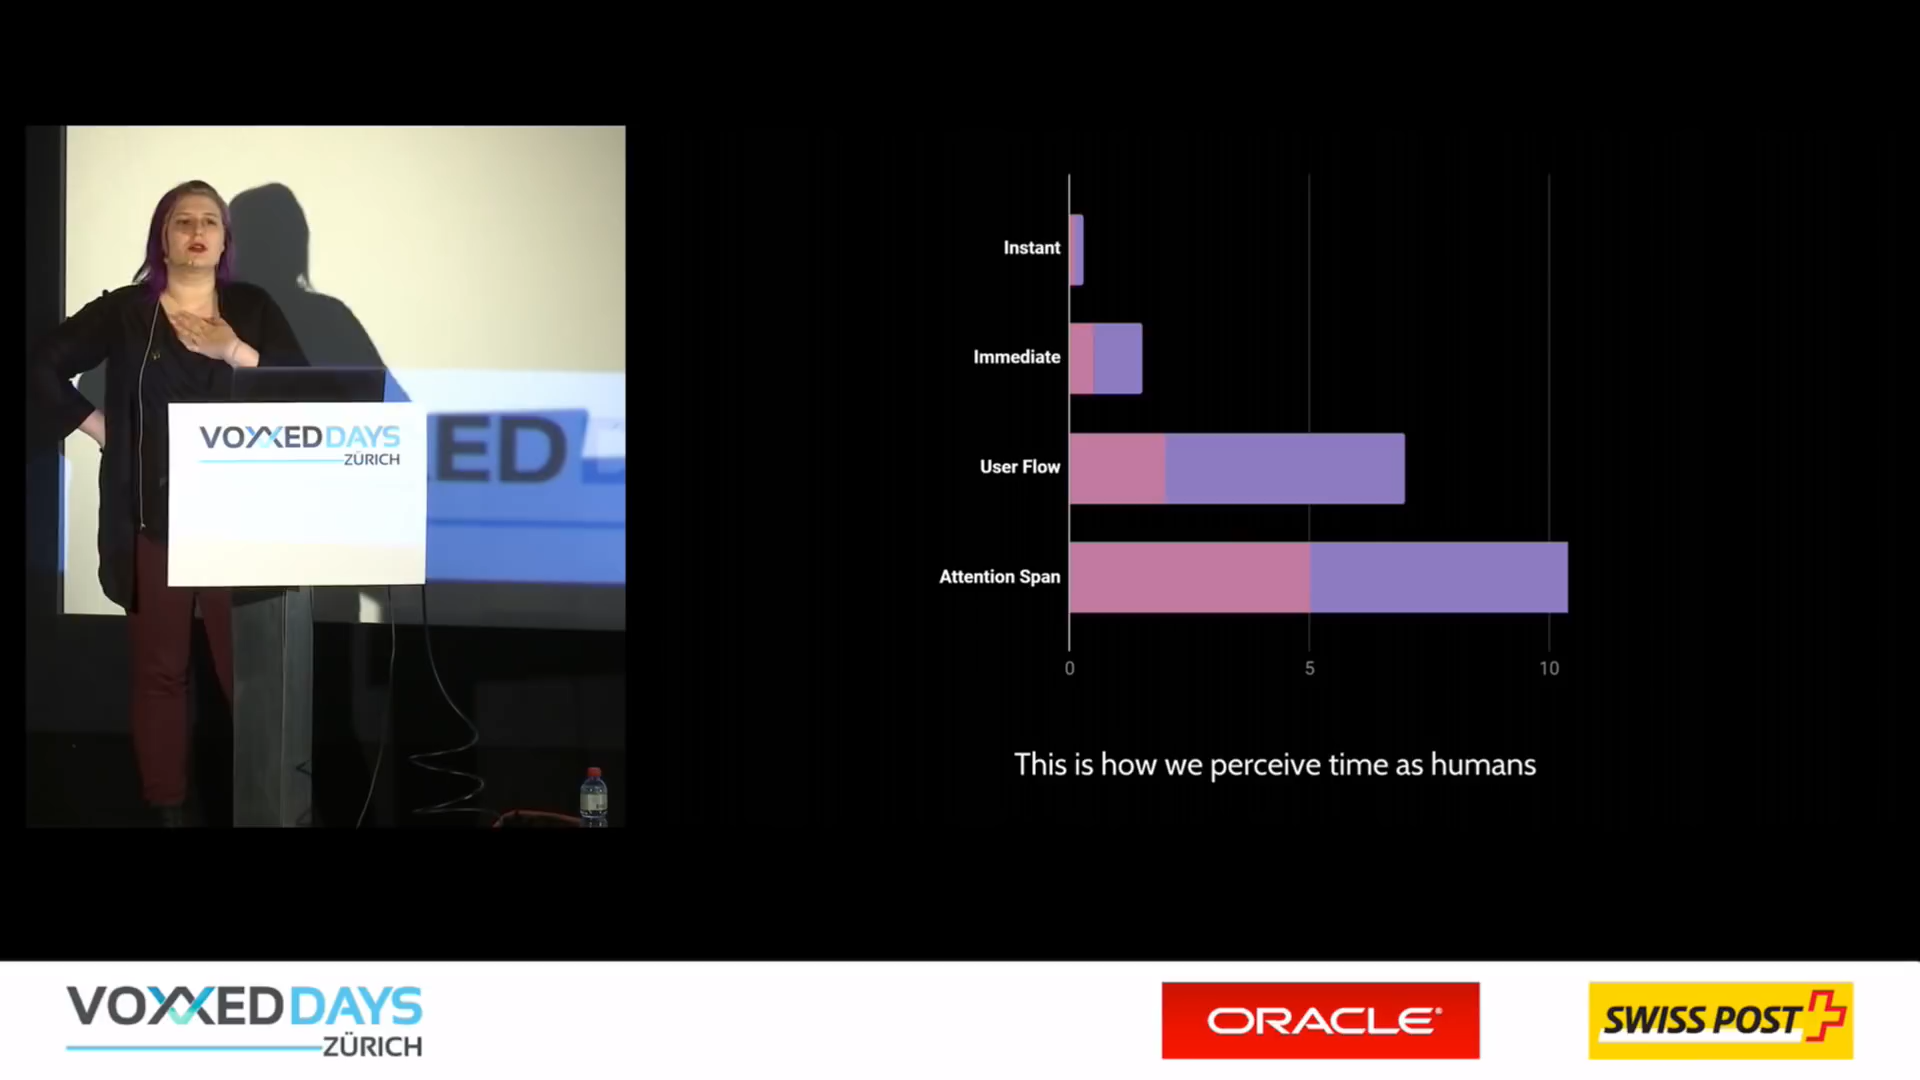 Instant
Immediate
User Flow
Attention Span
0 5 10
This is how we perceive time as humans
VOXXED DAYS
ZÜRICH
ED
VOXXED DAYS
ZÜRICH
ORACLE
SWISS POST